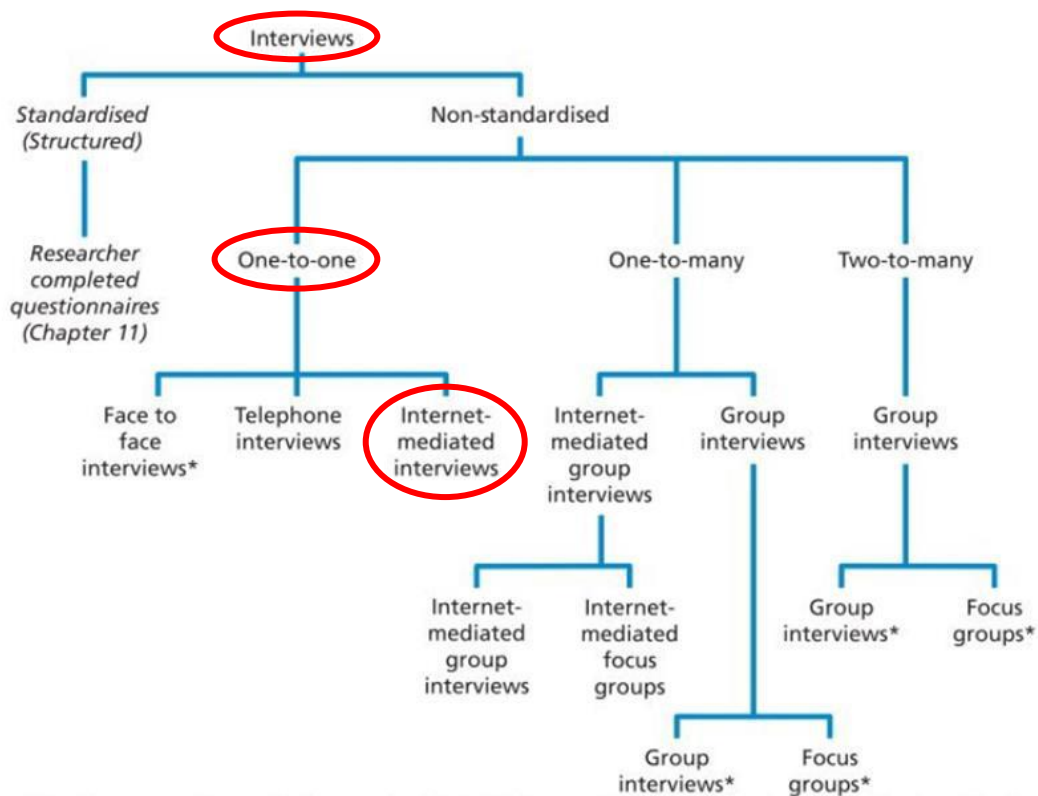 Interviews
Standardised
(Structured)
Non-standardised
Researcher
completed
questionnaires
(Chapter 11)
One-to-one
One-to-many
Two-to-many
Face to
face
interviews*
Telephone
interviews
Internet-
mediated
interviews
Internet-
mediated
group
interviews
Group
interviews
Group
interviews
Internet-
mediated
group
interviews
Internet-
mediated
focus
groups
Group
interviews*
Focus
groups*
Group
interviews*
Focus
groups*